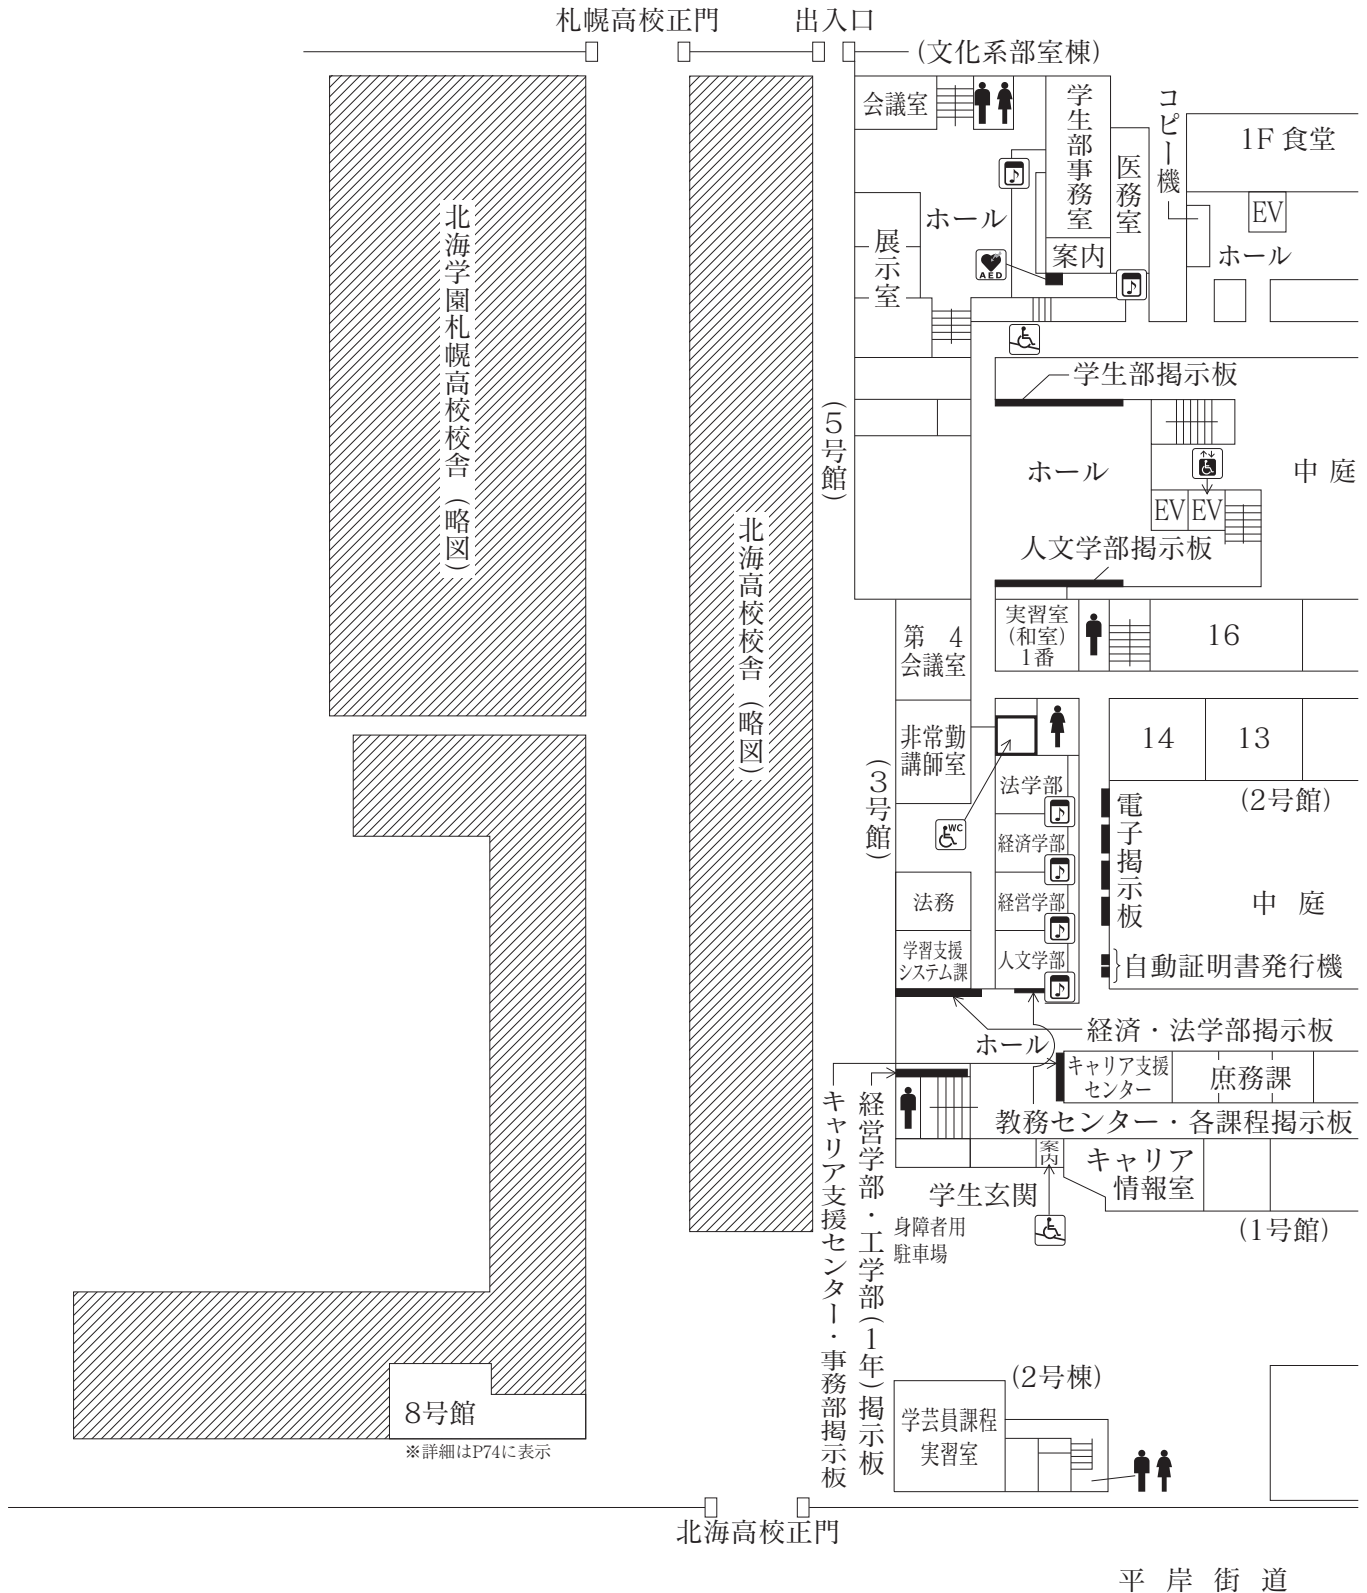 札幌高校正門
出入口
(文化系部室棟)
会議室
学生部事務室
医務室
コピー機
1F 食堂
EV
ホール
展示室
ホール
案内
AED
北海学園札幌高校校舎(略図)
学生部掲示板
(5号館)
ホール
中庭
EV
EV
人文学部掲示板
北海高校校舎(略図)
第 4
会議室
実習室
(和室)
1番
16
非常勤
講師室
14
13
(3号館)
法学部
(2号館)
電子掲示板
WC
経済学部
法務
経営学部
中庭
学習支援
システム課
人文学部
自動証明書発行機
経済・法学部掲示板
ホール
キャリア支援
センター
庶務課
教務センター・各課程掲示板
案内
キャリア
情報室
学生玄関
身障者用
駐車場
(1号館)
キャリア支援センター・事務部掲示板
経営学部・工学部(1年)掲示板
(2号棟)
学芸員課程
実習室
8号館
※詳細はP74に表示
北海高校正門
平岸街道